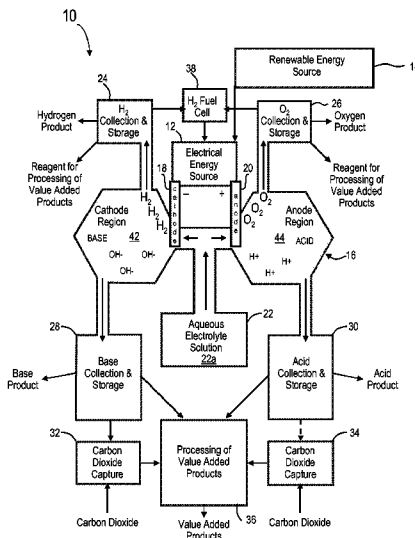 10
24
38
Renewable Energy
Source
1
H2
Collection &
Storage
H2 Fuel
Cell
O2
Collection &
Storage
26
Hydrogen
Product
12
Oxygen
Product
Electrical
Energy
Source
18
20
Reagent for
Processing of
Value Added
Products
Reagent for
Processing of
Value Added
Products
cathode
− +
anode
H2
H2
H2
O2
O2
O2
Cathode
Region
42
BASE
OH-
OH-
OH-
Anode
Region
44
ACID
H+
H+
H+
16
22
Aqueous
Electrolyte
Solution
22a
28
30
Base
Collection
& Storage
Acid
Collection
& Storage
Base
Product
Acid
Product
32
34
Carbon
Dioxide
Capture
Processing of
Value Added
Products
Carbon
Dioxide
Capture
36
Carbon Dioxide
Value Added
Products
Carbon Dioxide